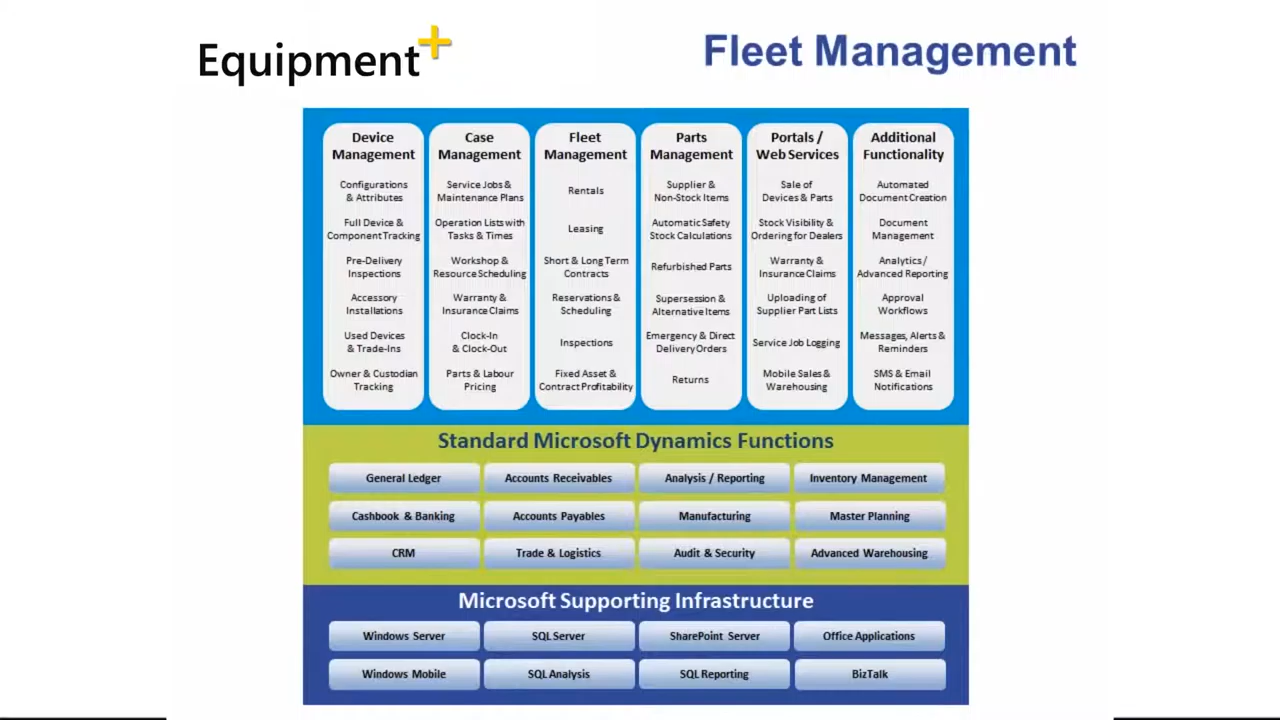 Equipment+
Fleet Management
Device
Management
Configurations
& Attributes
Full Device &
Component Tracking
Pre-Delivery
Inspections
Accessory
Installations
Used Devices
& Trade-Ins
Owner & Custodian
Tracking
Case
Management
Service Jobs &
Maintenance Plans
Operation Lists with
Tasks & Times
Workshop &
Resource Scheduling
Warranty &
Insurance Claims
Clock-In
& Clock-Out
Parts & Labour
Pricing
Fleet
Management
Rentals
Leasing
Short & Long Term
Contracts
Reservations &
Scheduling
Inspections
Fixed Asset &
Contract Profitability
Parts
Management
Supplier &
Non-Stock Items
Automatic Safety
Stock Calculations
Refurbished Parts
Supersession &
Alternative Items
Emergency & Direct
Delivery Orders
Returns
Portals /
Web Services
Sale of
Devices & Parts
Stock Visibility &
Ordering for Dealers
Warranty &
Insurance Claims
Uploading of
Supplier Part Lists
Service Job Logging
Mobile Sales &
Warehousing
Additional
Functionality
Automated
Document Creation
Document
Management
Analytics /
Advanced Reporting
Approval
Workflows
Messages, Alerts &
Reminders
SMS & Email
Notifications
Standard Microsoft Dynamics Functions
General Ledger
Accounts Receivables
Analysis / Reporting
Inventory Management
Cashbook & Banking
Accounts Payables
Manufacturing
Master Planning
CRM
Trade & Logistics
Audit & Security
Advanced Warehousing
Microsoft Supporting Infrastructure
Windows Server
SQL Server
SharePoint Server
Office Applications
Windows Mobile
SQL Analysis
SQL Reporting
BizTalk